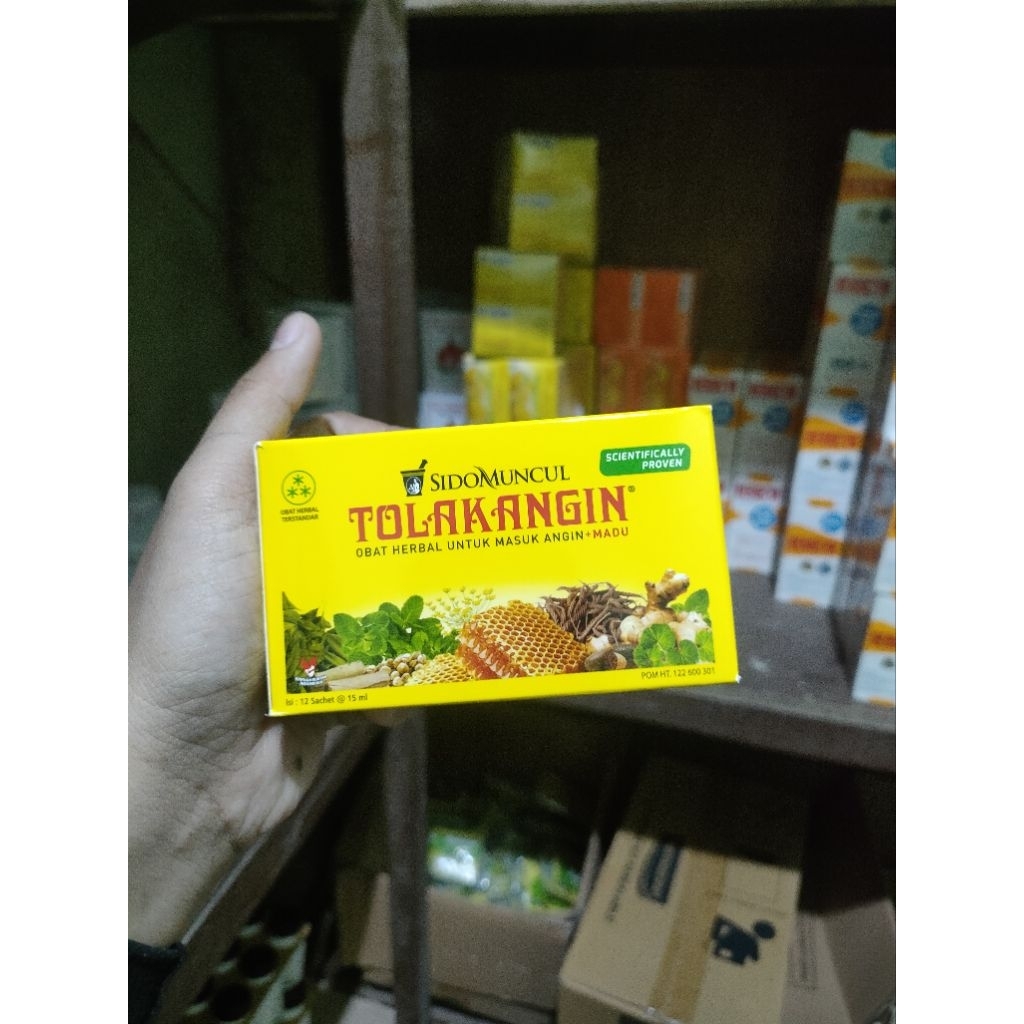 SIDOMUNCUL
SCIENTIFICALLY
PROVEN
OBAT HERBAL
TERSTANDAR
TOLAKANGIN®
OBAT HERBAL UNTUK MASUK ANGIN+MADU
POM HT. 122 600 301
Isi : 12 Sachet @ 15 ml